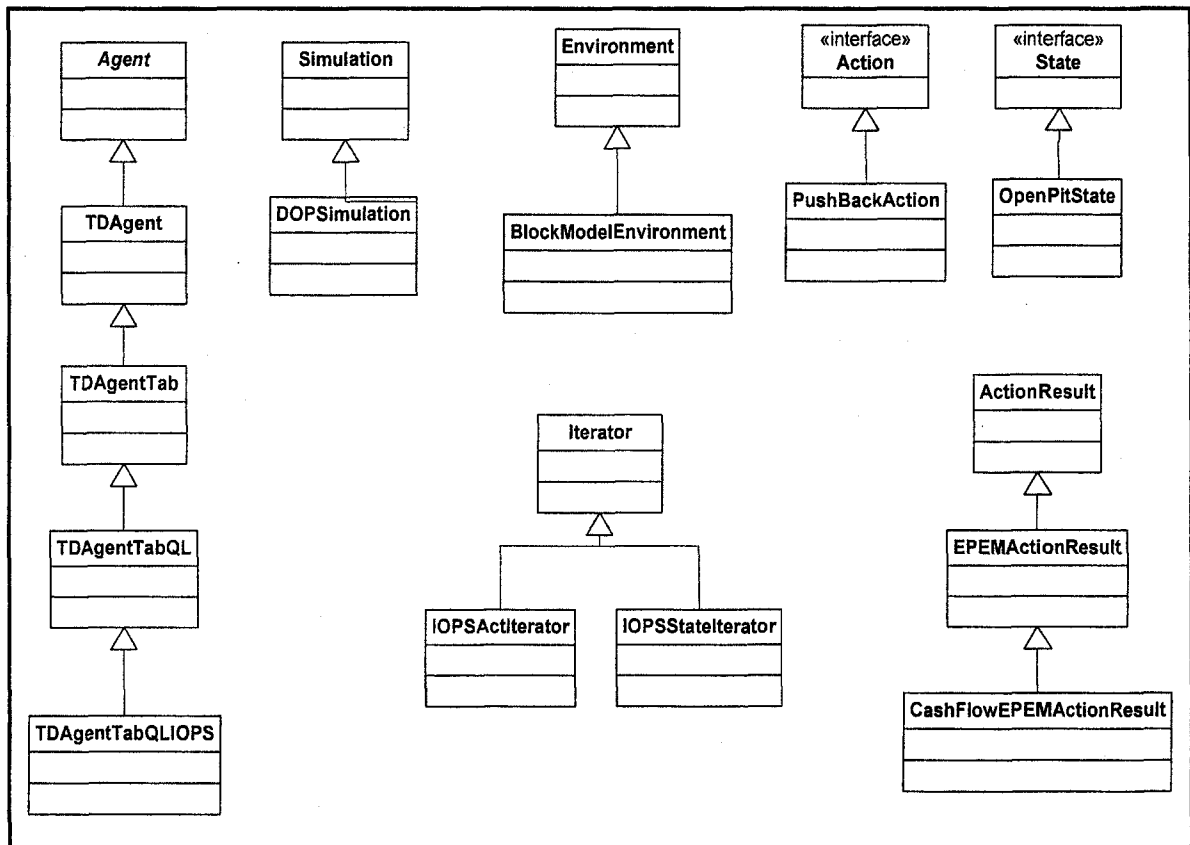 Agent
Simulation
Environment
«interface»
Action
«interface»
State
TDAgent
DOPSimulation
BlockModelEnvironment
PushBackAction
OpenPitState
TDAgentTab
Iterator
ActionResult
TDAgentTabQL
EPEMActionResult
IOPSActIterator
IOPSStateIterator
TDAgentTabQLIOPS
CashFlowEPEMActionResult